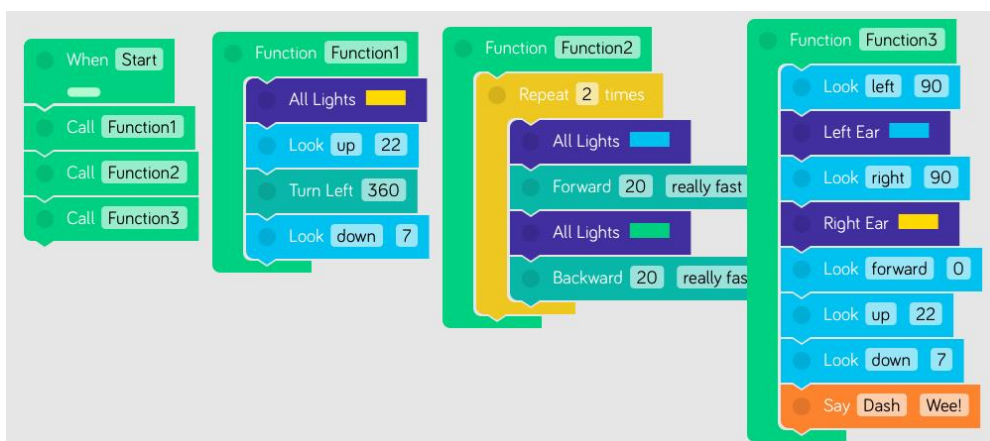 When Start
Call Function1
Call Function2
Call Function3
Function Function1
All Lights
Look up 22
Turn Left 360
Look down 7
Function Function2
Repeat 2 times
All Lights
Forward 20 really fast
All Lights
Backward 20 really fas
Function Function3
Look left 90
Left Ear
Look right 90
Right Ear
Look forward 0
Look up 22
Look down 7
Say Dash Wee!